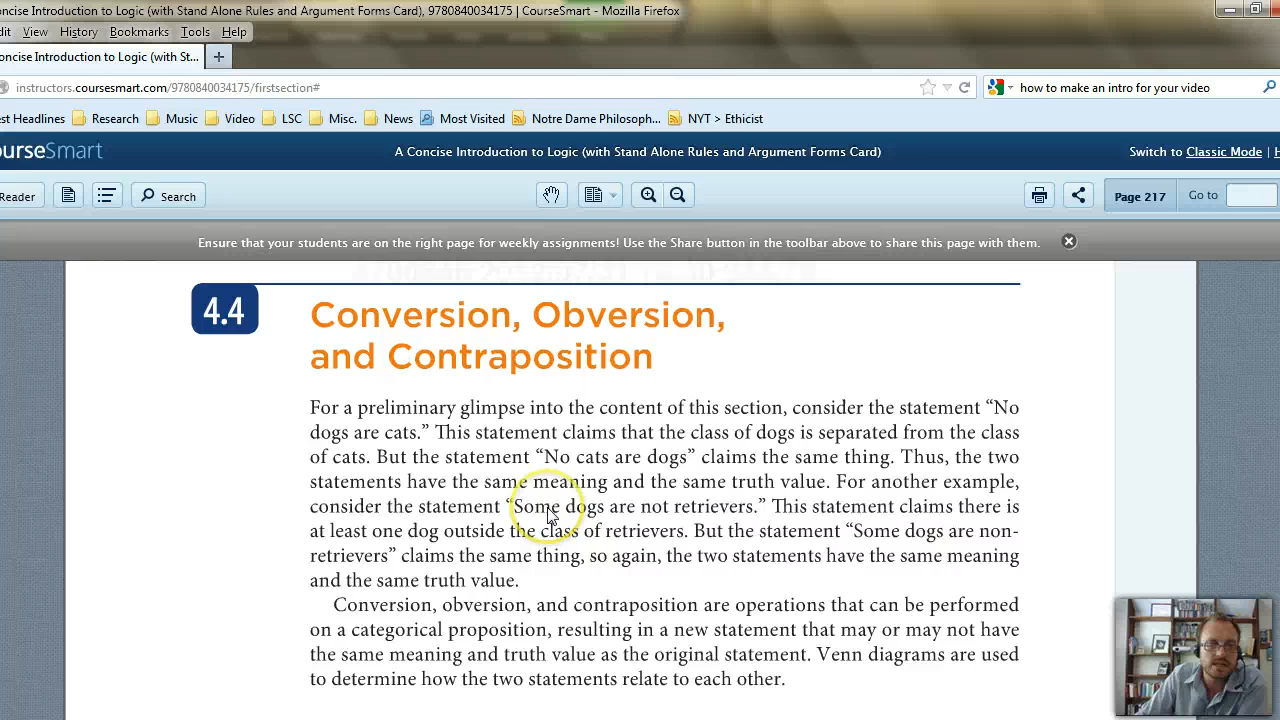 oncise Introduction to Logic (with Stand Alone Rules and Argument Forms Card), 9780840034175 | CourseSmart - Mozilla Firefox
dit View History Bookmarks Tools Help
oncise Introduction to Logic (with St... +
instructors.coursesmart.com/9780840034175/firstsection# how to make an intro for your video
est Headlines Research Music Video LSC Misc. News Most Visited Notre Dame Philosoph... NYT > Ethicist
ourseSmart A Concise Introduction to Logic (with Stand Alone Rules and Argument Forms Card) Switch to Classic Mode | H
Reader Search Page 217 Go to
Ensure that your students are on the right page for weekly assignments! Use the Share button in the toolbar above to share this page with them.
4.4
Conversion, Obversion,
and Contraposition
For a preliminary glimpse into the content of this section, consider the statement “No
dogs are cats.” This statement claims that the class of dogs is separated from the class
of cats. But the statement “No cats are dogs” claims the same thing. Thus, the two
statements have the same meaning and the same truth value. For another example,
consider the statement “Some dogs are not retrievers.” This statement claims there is
at least one dog outside the class of retrievers. But the statement “Some dogs are non-
retrievers” claims the same thing, so again, the two statements have the same meaning
and the same truth value.
Conversion, obversion, and contraposition are operations that can be performed
on a categorical proposition, resulting in a new statement that may or may not have
the same meaning and truth value as the original statement. Venn diagrams are used
to determine how the two statements relate to each other.